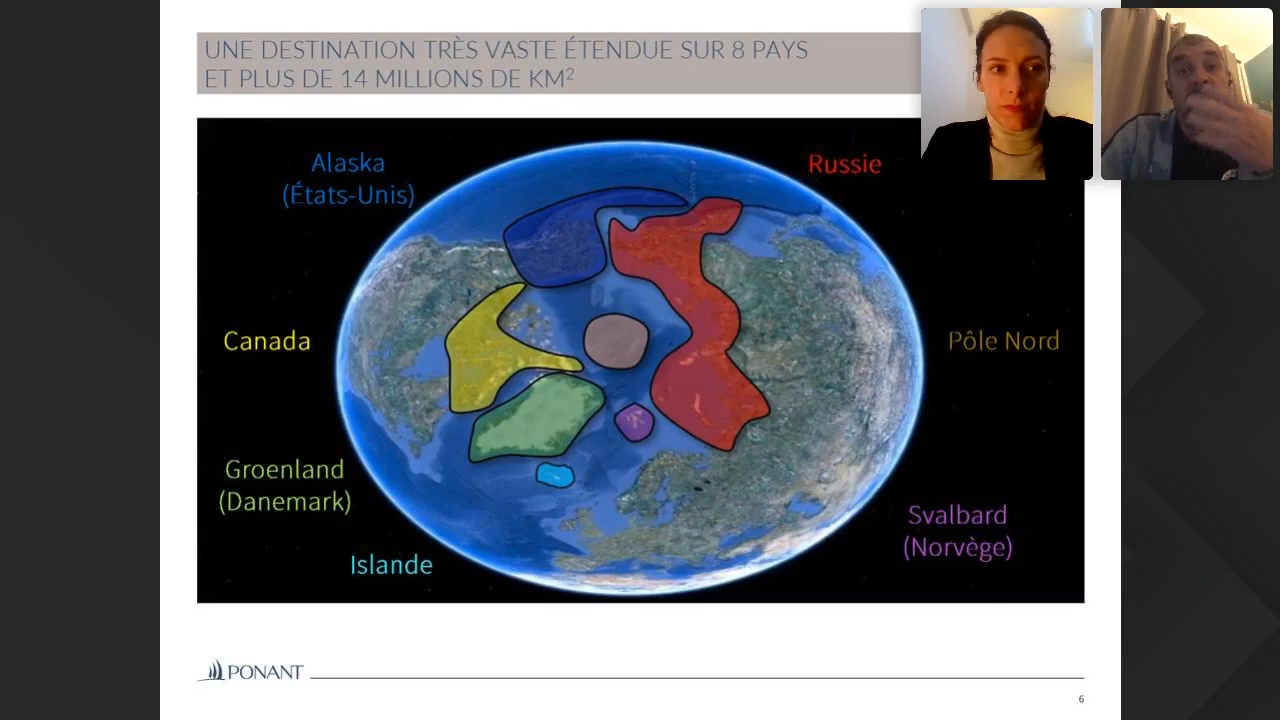 UNE DESTINATION TRÈS VASTE ÉTENDUE SUR 8 PAYS
ET PLUS DE 14 MILLIONS DE KM²
Alaska
(États-Unis)
Russie
Canada
Pôle Nord
Groenland
(Danemark)
Svalbard
(Norvège)
Islande
PONANT
6